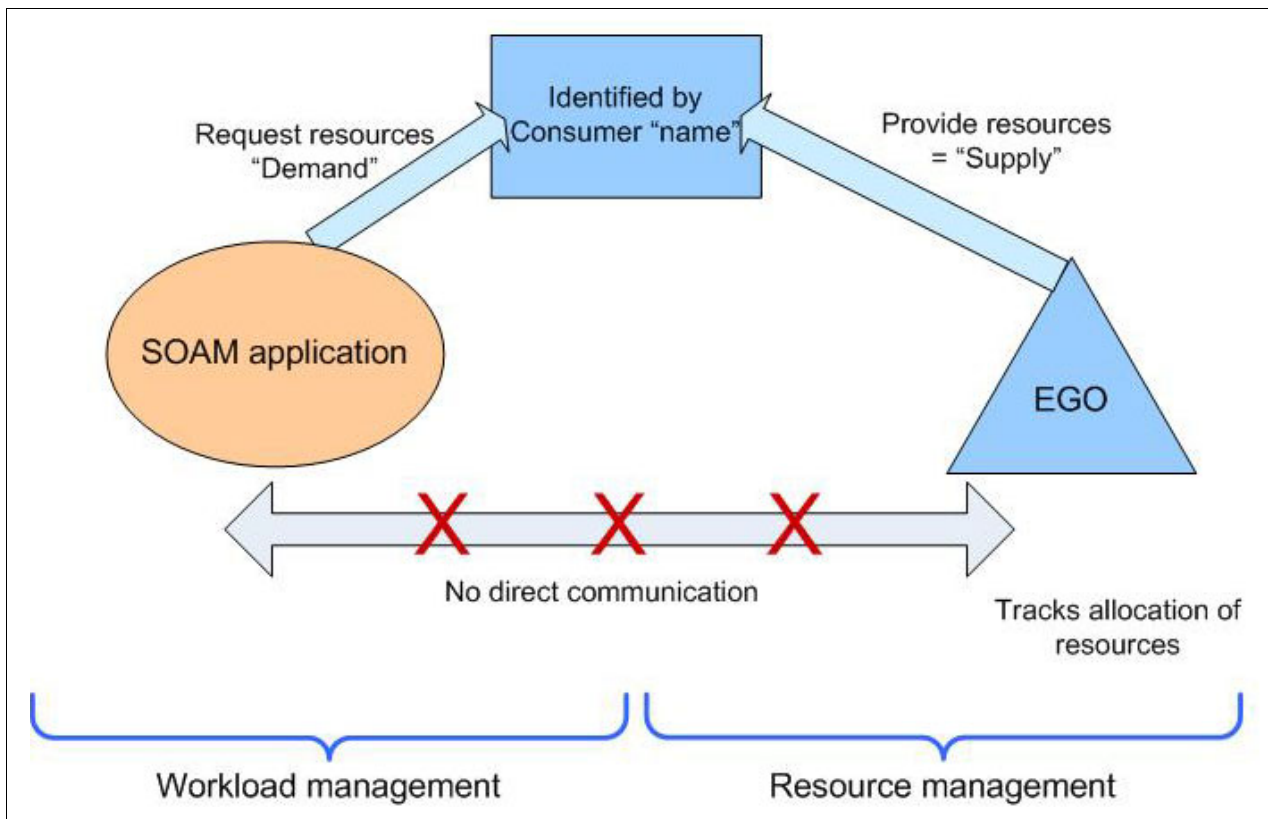 Identified by
Consumer “name”
Request resources
“Demand”
Provide resources
= “Supply”
SOAM application
EGO
X X X
No direct communication
Tracks allocation of
resources
Workload management
Resource management